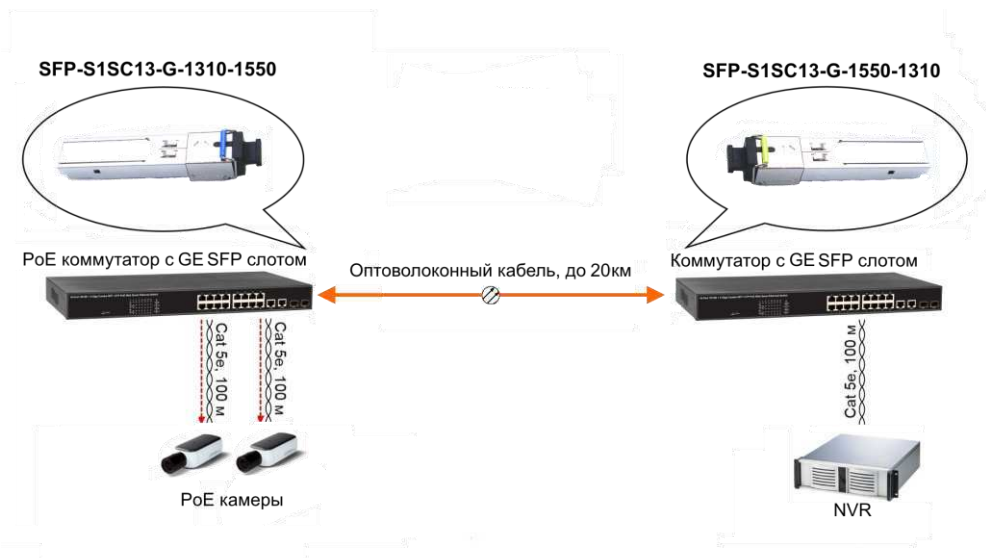 SFP-S1SC13-G-1310-1550
SFP-S1SC13-G-1550-1310
PoE коммутатор с GE SFP слотом
Оптоволоконный кабель, до 20км
Коммутатор с GE SFP слотом
Cat 5e, 100 м
Cat 5e, 100 м
Cat 5e, 100 м
PoE камеры
NVR